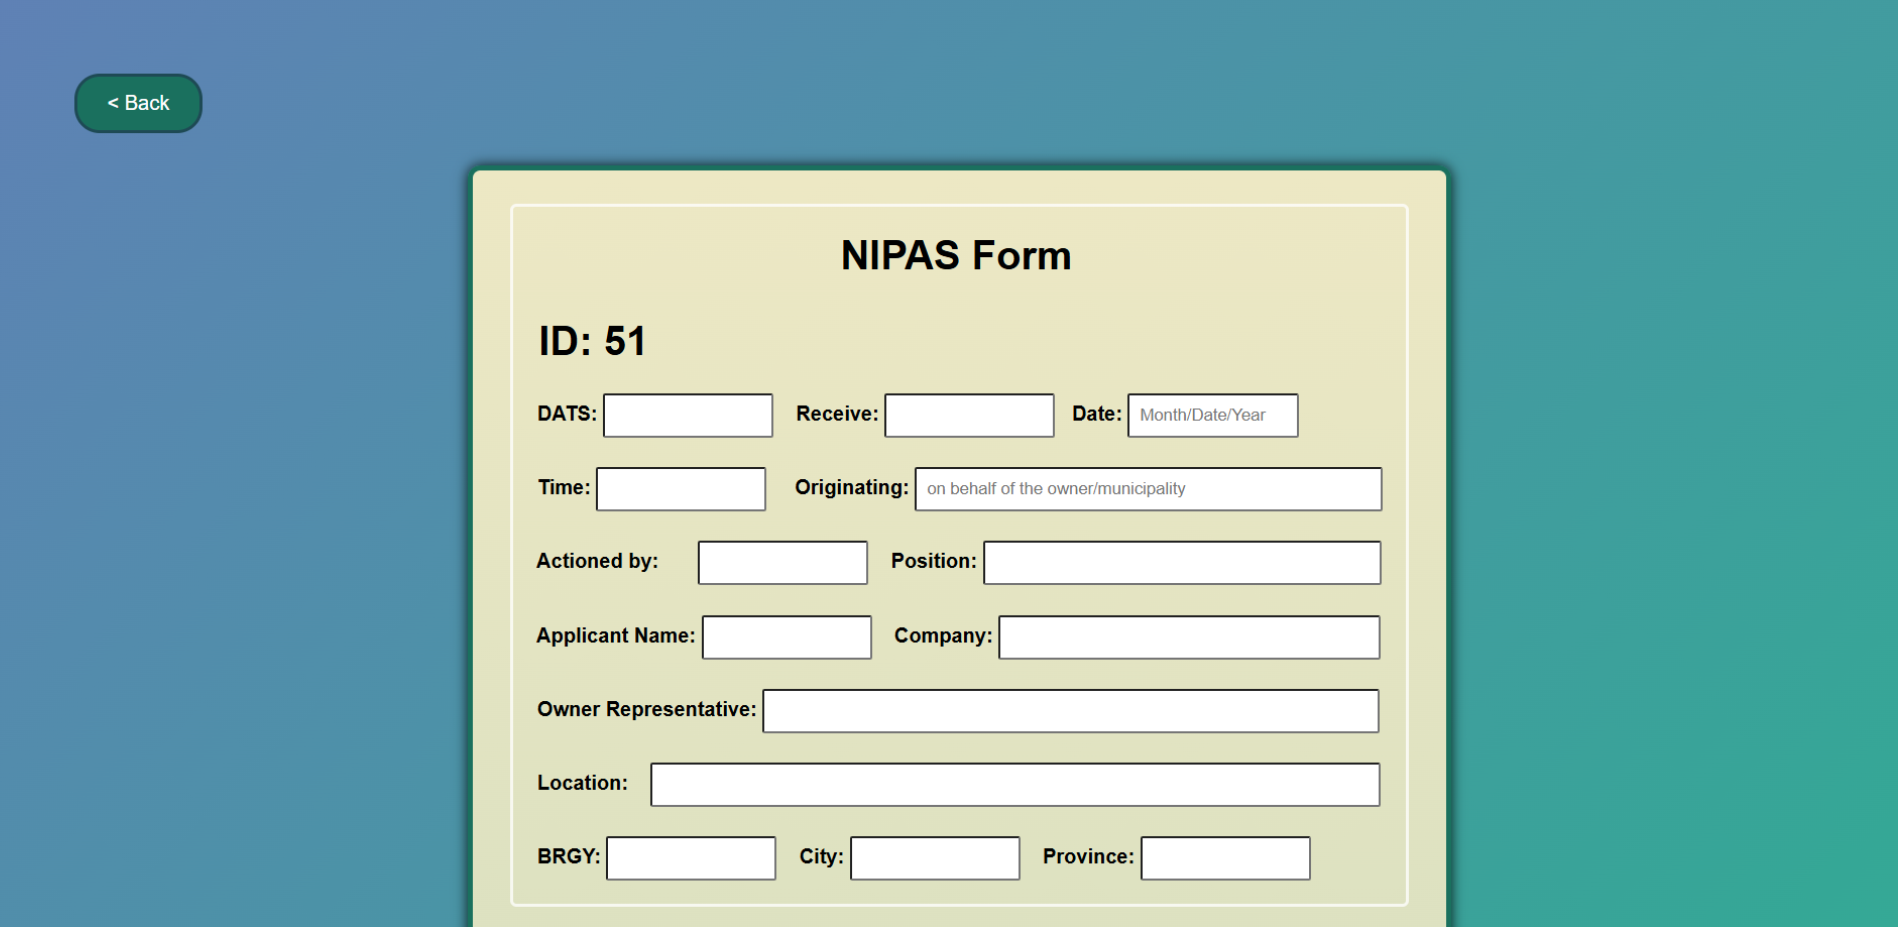 < Back
NIPAS Form
ID: 51
DATS: Receive: Date: Month/Date/Year
Time: Originating: on behalf of the owner/municipality
Actioned by: Position:
Applicant Name: Company:
Owner Representative:
Location:
BRGY: City: Province: